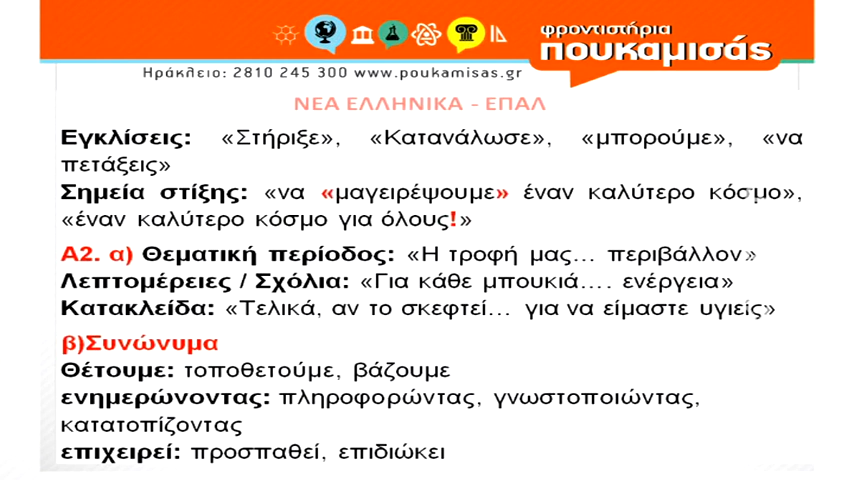 φροντιστήρια
πουκαμισάς
Ηράκλειο: 2810 245 300 www.poukamisas.gr
ΝΕΑ ΕΛΛΗΝΙΚΑ - ΕΠΑΛ
Εγκλίσεις: «Στήριξε», «Κατανάλωσε», «μπορούμε», «να
πετάξεις»
Σημεία στίξης: «να «μαγειρέψουμε» έναν καλύτερο κόσμο»,
«έναν καλύτερο κόσμο για όλους!»
Α2. α) Θεματική περίοδος: «Η τροφή μας... περιβάλλον»
Λεπτομέρειες / Σχόλια: «Για κάθε μπουκιά.... ενέργεια»
Κατακλείδα: «Τελικά, αν το σκεφτεί... για να είμαστε υγιείς»
β)Συνώνυμα
Θέτουμε: τοποθετούμε, βάζουμε
ενημερώνοντας: πληροφορώντας, γνωστοποιώντας,
κατατοπίζοντας
επιχειρεί: προσπαθεί, επιδιώκει